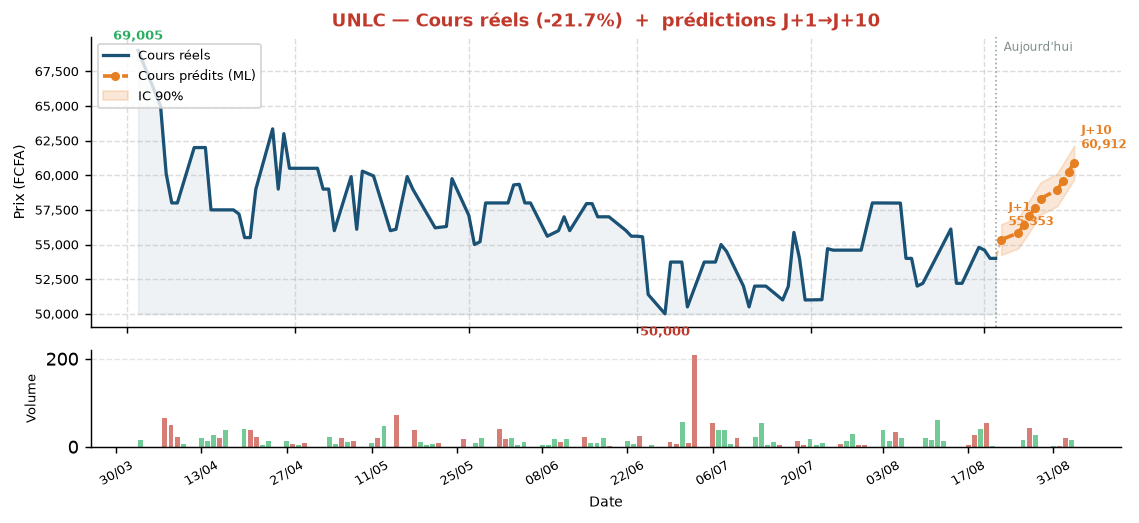 UNLC — Cours réels (-21.7%) + prédictions J+1→J+10
69,005
Aujourd'hui
Cours réels
Cours prédits (ML)
IC 90%
67,500
65,000
62,500
60,000
57,500
55,000
52,500
50,000
Prix (FCFA)
J+10
60,912
J+1
55,353
50,000
200
0
Volume
30/03
13/04
27/04
11/05
25/05
08/06
22/06
06/07
20/07
03/08
17/08
31/08
Date